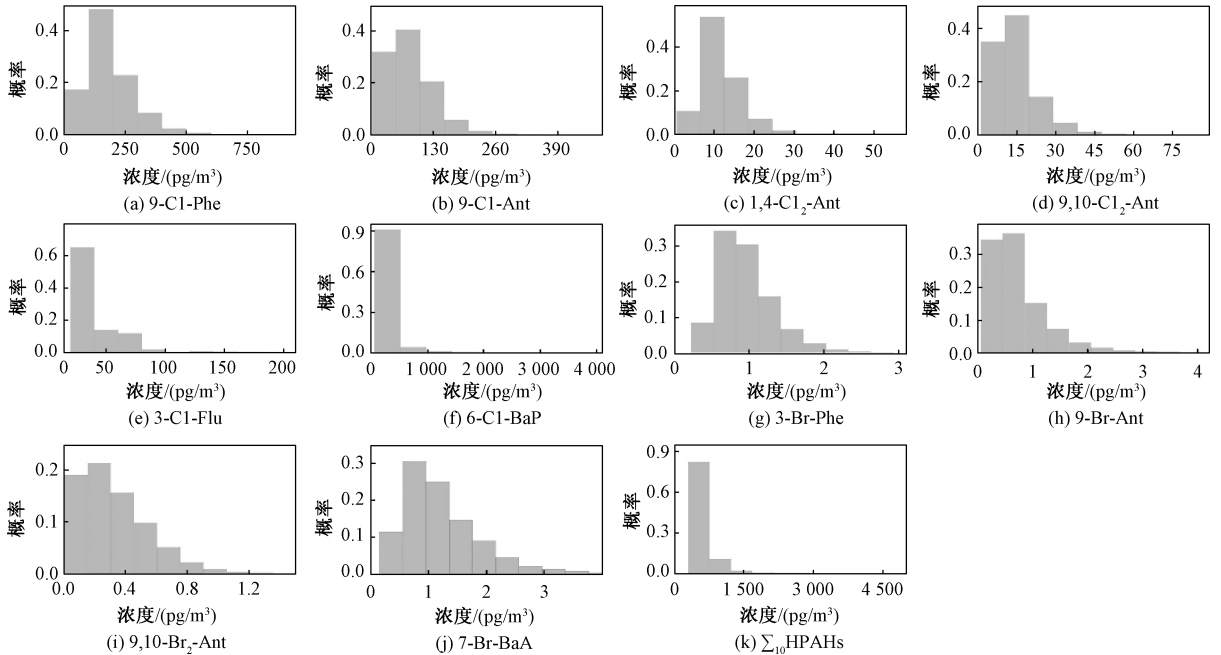 概率
0.4
0.2
0.0
0 250 500 750
浓度/(pg/m³)
(a) 9-C1-Phe
概率
0.4
0.2
0.0
0 130 260 390
浓度/(pg/m³)
(b) 9-C1-Ant
概率
0.4
0.2
0.0
0 10 20 30 40 50
浓度/(pg/m³)
(c) 1,4-C1₂-Ant
概率
0.4
0.2
0.0
0 15 30 45 60 75
浓度/(pg/m³)
(d) 9,10-C1₂-Ant
概率
0.6
0.4
0.2
0.0
0 50 100 150 200
浓度/(pg/m³)
(e) 3-C1-Flu
概率
0.9
0.6
0.3
0.0
0 1 000 2 000 3 000 4 000
浓度/(pg/m³)
(f) 6-C1-BaP
概率
0.3
0.2
0.1
0.0
0 1 2 3
浓度/(pg/m³)
(g) 3-Br-Phe
概率
0.3
0.2
0.1
0.0
0 1 2 3 4
浓度/(pg/m³)
(h) 9-Br-Ant
概率
0.2
0.1
0.0
0.0 0.4 0.8 1.2
浓度/(pg/m³)
(i) 9,10-Br₂-Ant
概率
0.3
0.2
0.1
0.0
0 1 2 3
浓度/(pg/m³)
(j) 7-Br-BaA
概率
0.9
0.6
0.3
0.0
0 1 500 3 000 4 500
浓度/(pg/m³)
(k) ∑₁₀HPAHs